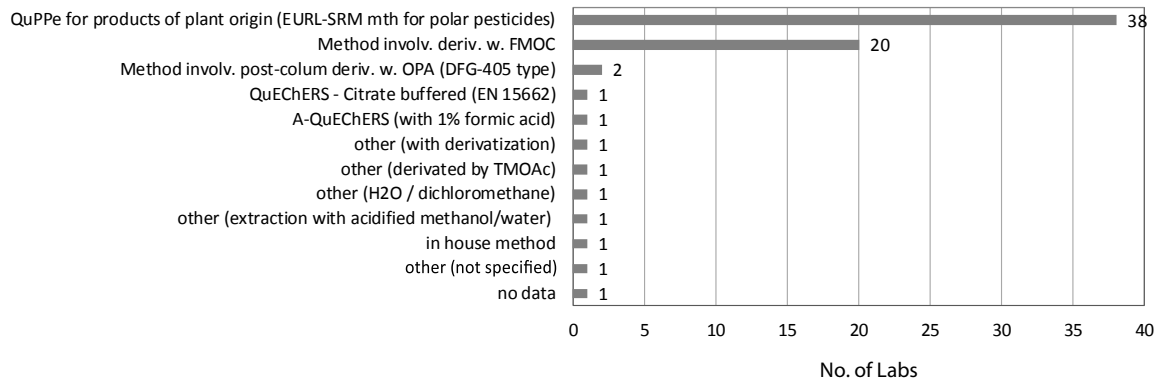 QuPPe for products of plant origin (EURL-SRM mth for polar pesticides) 38
Method involv. deriv. w. FMOC 20
Method involv. post-colum deriv. w. OPA (DFG-405 type) 2
QuEChERS - Citrate buffered (EN 15662) 1
A-QuEChERS (with 1% formic acid) 1
other (with derivatization) 1
other (derivated by TMOAc) 1
other (H2O / dichloromethane) 1
other (extraction with acidified methanol/water) 1
in house method 1
other (not specified) 1
no data 1
0 5 10 15 20 25 30 35 40
No. of Labs